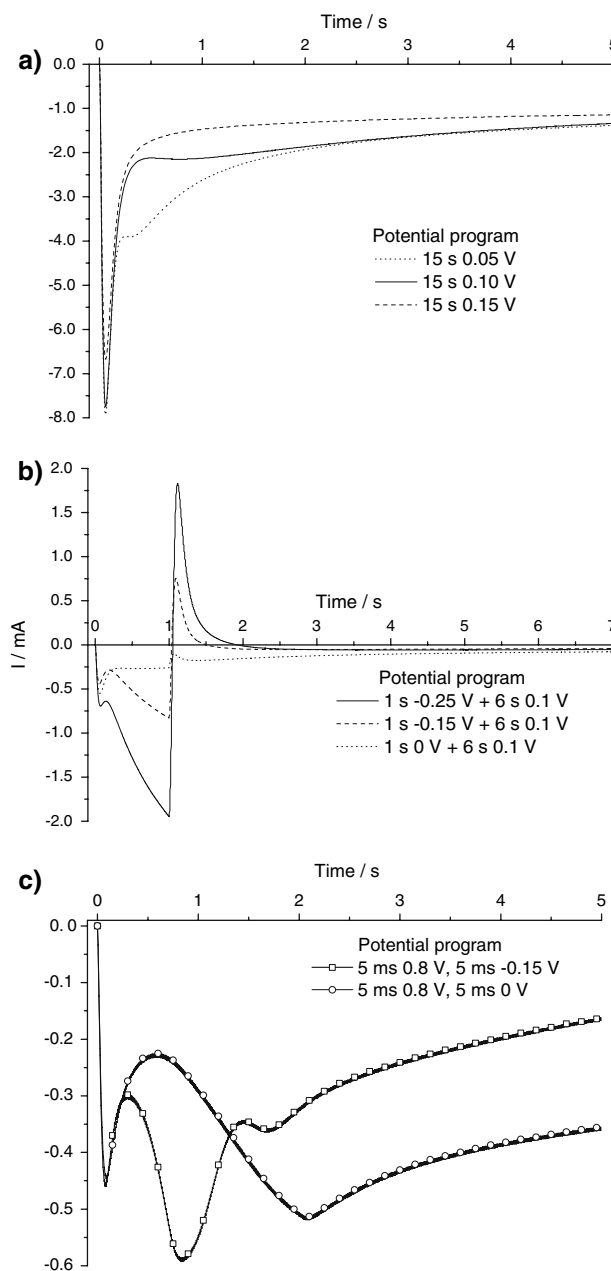 Time / s
0 1 2 3 4 5
a)
0.0
-1.0
-2.0
-3.0
-4.0
-5.0
-6.0
-7.0
-8.0
Potential program
15 s 0.05 V
15 s 0.10 V
15 s 0.15 V
b)
2.0
1.5
1.0
0.5
0.0
-0.5
-1.0
-1.5
-2.0
I / mA
Time / s
0 1 2 3 4 5 6 7
Potential program
1 s -0.25 V + 6 s 0.1 V
1 s -0.15 V + 6 s 0.1 V
1 s 0 V + 6 s 0.1 V
c)
Time / s
0 1 2 3 4 5
0.0
-0.1
-0.2
-0.3
-0.4
-0.5
-0.6
Potential program
5 ms 0.8 V, 5 ms -0.15 V
5 ms 0.8 V, 5 ms 0 V